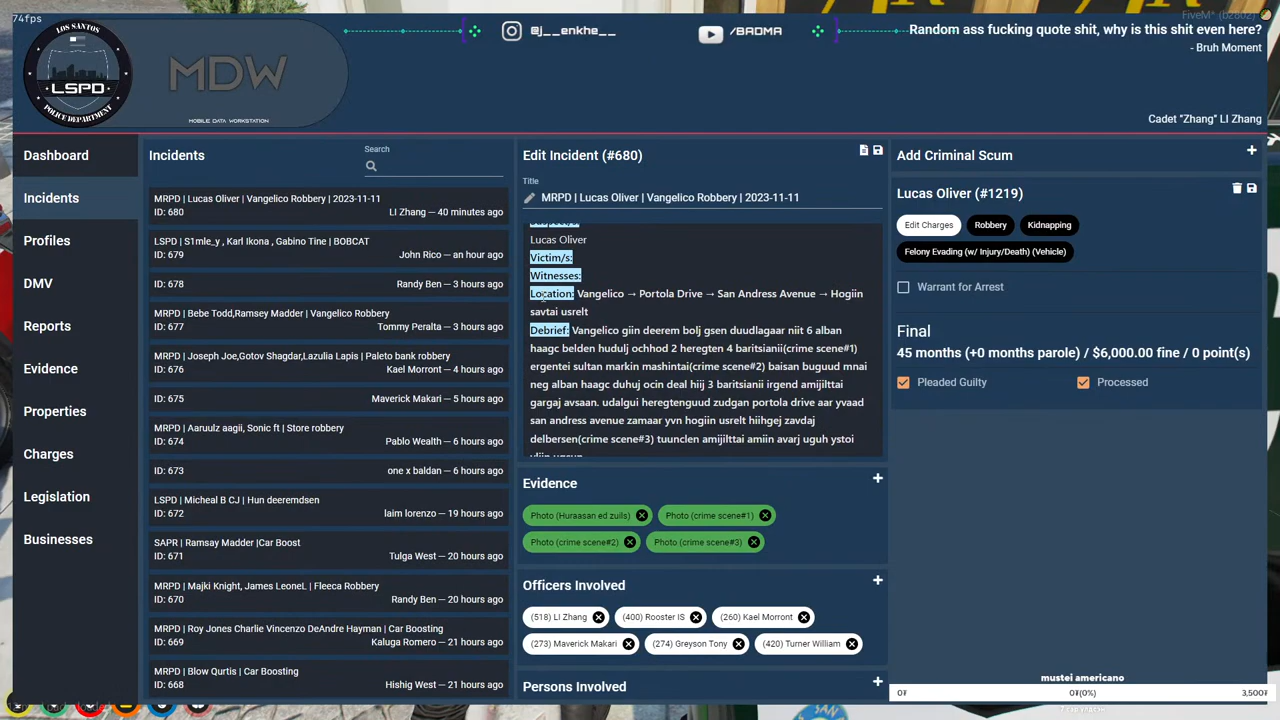 74fps
FiveM* (b2802)
LOS SANTOS
LSPD
POLICE DEPARTMENT
MDW
MOBILE DATA WORKSTATION
@j__enkhe__
/BADMA
Random ass fucking quote shit, why is this shit even here?
- Bruh Moment
Cadet "Zhang" LI Zhang
Dashboard
Incidents
Profiles
DMV
Reports
Evidence
Properties
Charges
Legislation
Businesses
Incidents
Search
MRPD | Lucas Oliver | Vangelico Robbery | 2023-11-11
ID: 680 LI Zhang — 40 minutes ago
LSPD | S1mle_y , Karl Ikona , Gabino Tine | BOBCAT
ID: 679 John Rico — an hour ago
ID: 678 Randy Ben — 3 hours ago
MRPD | Bebe Todd,Ramsey Madder | Vangelico Robbery
ID: 677 Tommy Peralta — 3 hours ago
MRPD | Joseph Joe,Gotov Shagdar,Lazulia Lapis | Paleto bank robbery
ID: 676 Kael Morront — 4 hours ago
ID: 675 Maverick Makari — 5 hours ago
MRPD | Aaruulz aagii, Sonic ft | Store robbery
ID: 674 Pablo Wealth — 6 hours ago
ID: 673 one x baldan — 6 hours ago
LSPD | Micheal B CJ | Hun deeremdsen
ID: 672 laim lorenzo — 19 hours ago
SAPR | Ramsay Madder |Car Boost
ID: 671 Tulga West — 20 hours ago
MRPD | Majki Knight, James LeoneL | Fleeca Robbery
ID: 670 Randy Ben — 20 hours ago
MRPD | Roy Jones Charlie Vincenzo DeAndre Hayman | Car Boosting
ID: 669 Kaluga Romero — 21 hours ago
MRPD | Blow Qurtis | Car Boosting
ID: 668 Hishig West — 21 hours ago
Edit Incident (#680)
Title
MRPD | Lucas Oliver | Vangelico Robbery | 2023-11-11
Lucas Oliver
Victim/s:
Witnesses:
Location: Vangelico → Portola Drive → San Andress Avenue → Hogiin
savtai usrelt
Debrief: Vangelico giin deerem bolj gsen duudlagaar niit 6 alban
haagc belden hudulj ochhod 2 heregten 4 baritsianii(crime scene#1)
ergentei sultan markin mashintai(crime scene#2) baisan buguud mnai
neg alban haagc duhuj ocin deal hiij 3 baritsianii irgend amijilttai
gargaj avsaan. udalgui heregtenguud zudgan portola drive aar yvaad
san andress avenue zamaar yvn hogiin usrelt hiihgej zavdaj
delbersen(crime scene#3) tuunclen amijilttai amiin avarj uguh ystoi
Evidence
Photo (Huraasan ed zuils) Photo (crime scene#1)
Photo (crime scene#2) Photo (crime scene#3)
Officers Involved
(518) LI Zhang (400) Rooster IS (260) Kael Morront
(273) Maverick Makari (274) Greyson Tony (420) Turner William
Persons Involved
Add Criminal Scum
Lucas Oliver (#1219)
Edit Charges Robbery Kidnapping
Felony Evading (w/ Injury/Death) (Vehicle)
Warrant for Arrest
Final
45 months (+0 months parole) / $6,000.00 fine / 0 point(s)
Pleaded Guilty Processed
mustei americano
0₮ 0₮(0%) 3,500₮